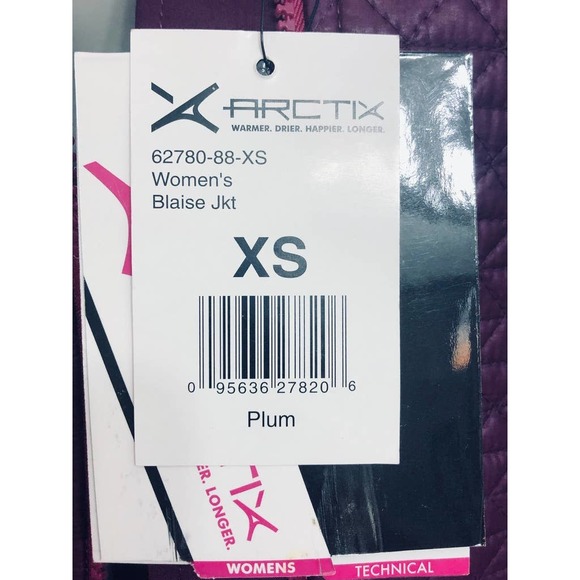 ARCTIX
WARMER. DRIER. HAPPIER. LONGER.
62780-88-XS
Women's
Blaise Jkt
XS
0 95636 27820 6
Plum
TIX
ER. LONGER.
WOMENS
TECHNICAL